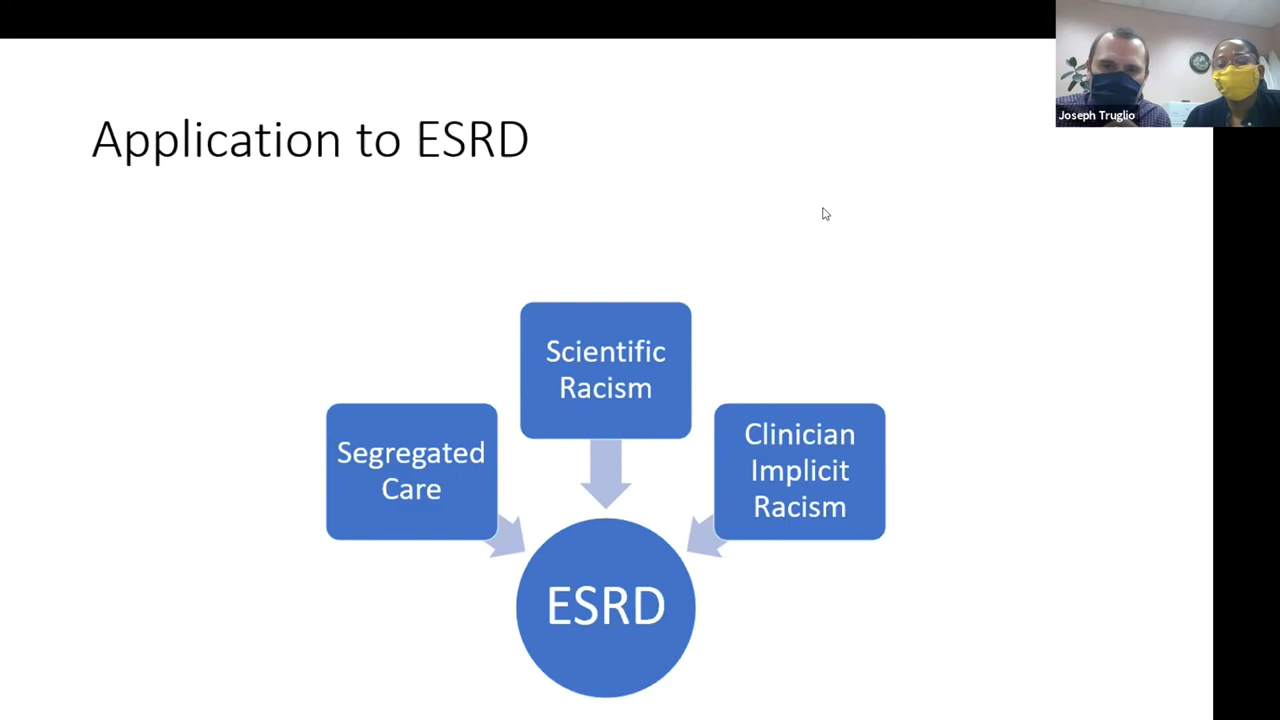 Joseph Truglio
Application to ESRD
Scientific
Racism
Segregated
Care
Clinician
Implicit
Racism
ESRD